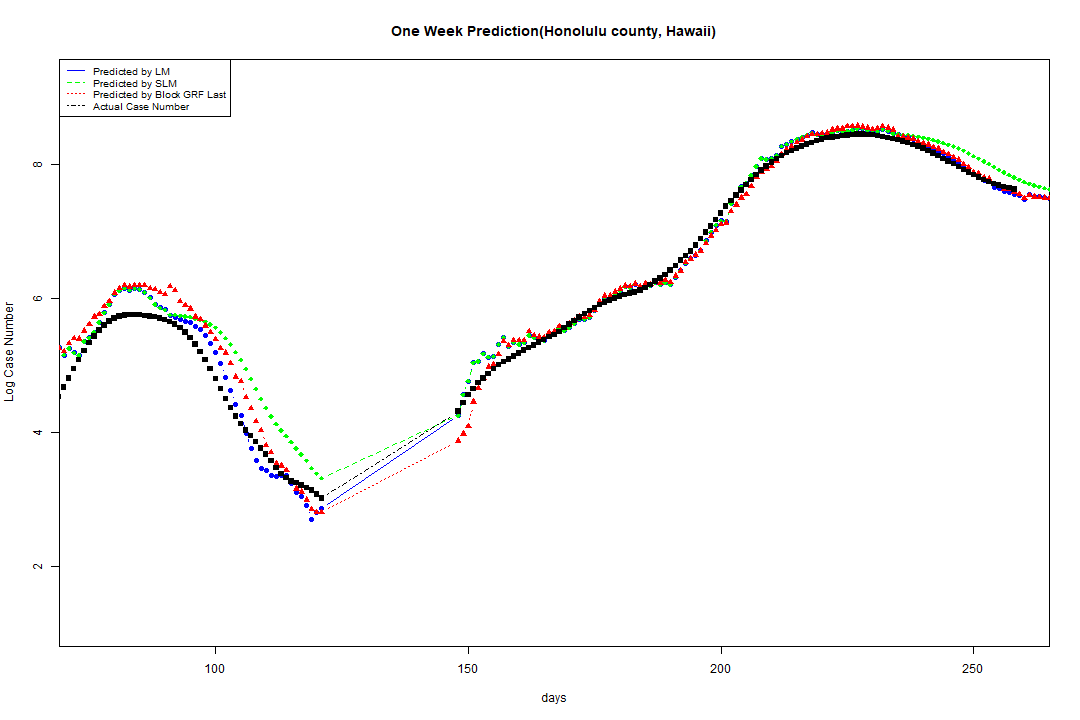 One Week Prediction(Honolulu county, Hawaii)
Predicted by LM
Predicted by SLM
Predicted by Block GRF Last
Actual Case Number
8
6
4
2
Log Case Number
100
150
200
250
days